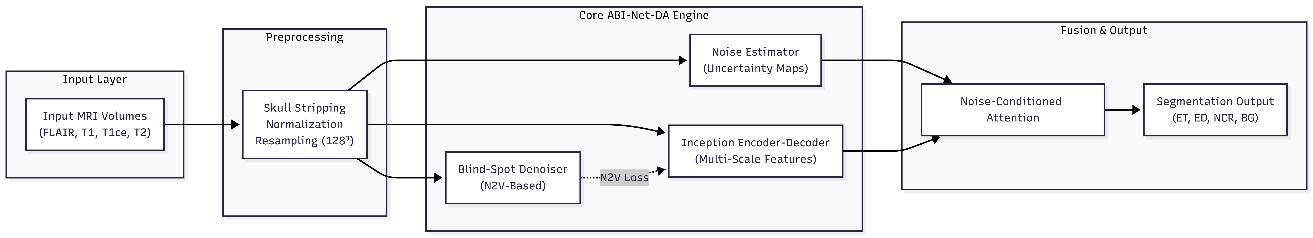 Input Layer
Input MRI Volumes
(FLAIR, T1, T1ce, T2)
Preprocessing
Skull Stripping
Normalization
Resampling (128³)
Core ABI-Net-DA Engine
Noise Estimator
(Uncertainty Maps)
Inception Encoder-Decoder
(Multi-Scale Features)
Blind-Spot Denoiser
(N2V-Based)
N2V Loss
Fusion & Output
Noise-Conditioned
Attention
Segmentation Output
(ET, ED, NCR, BG)